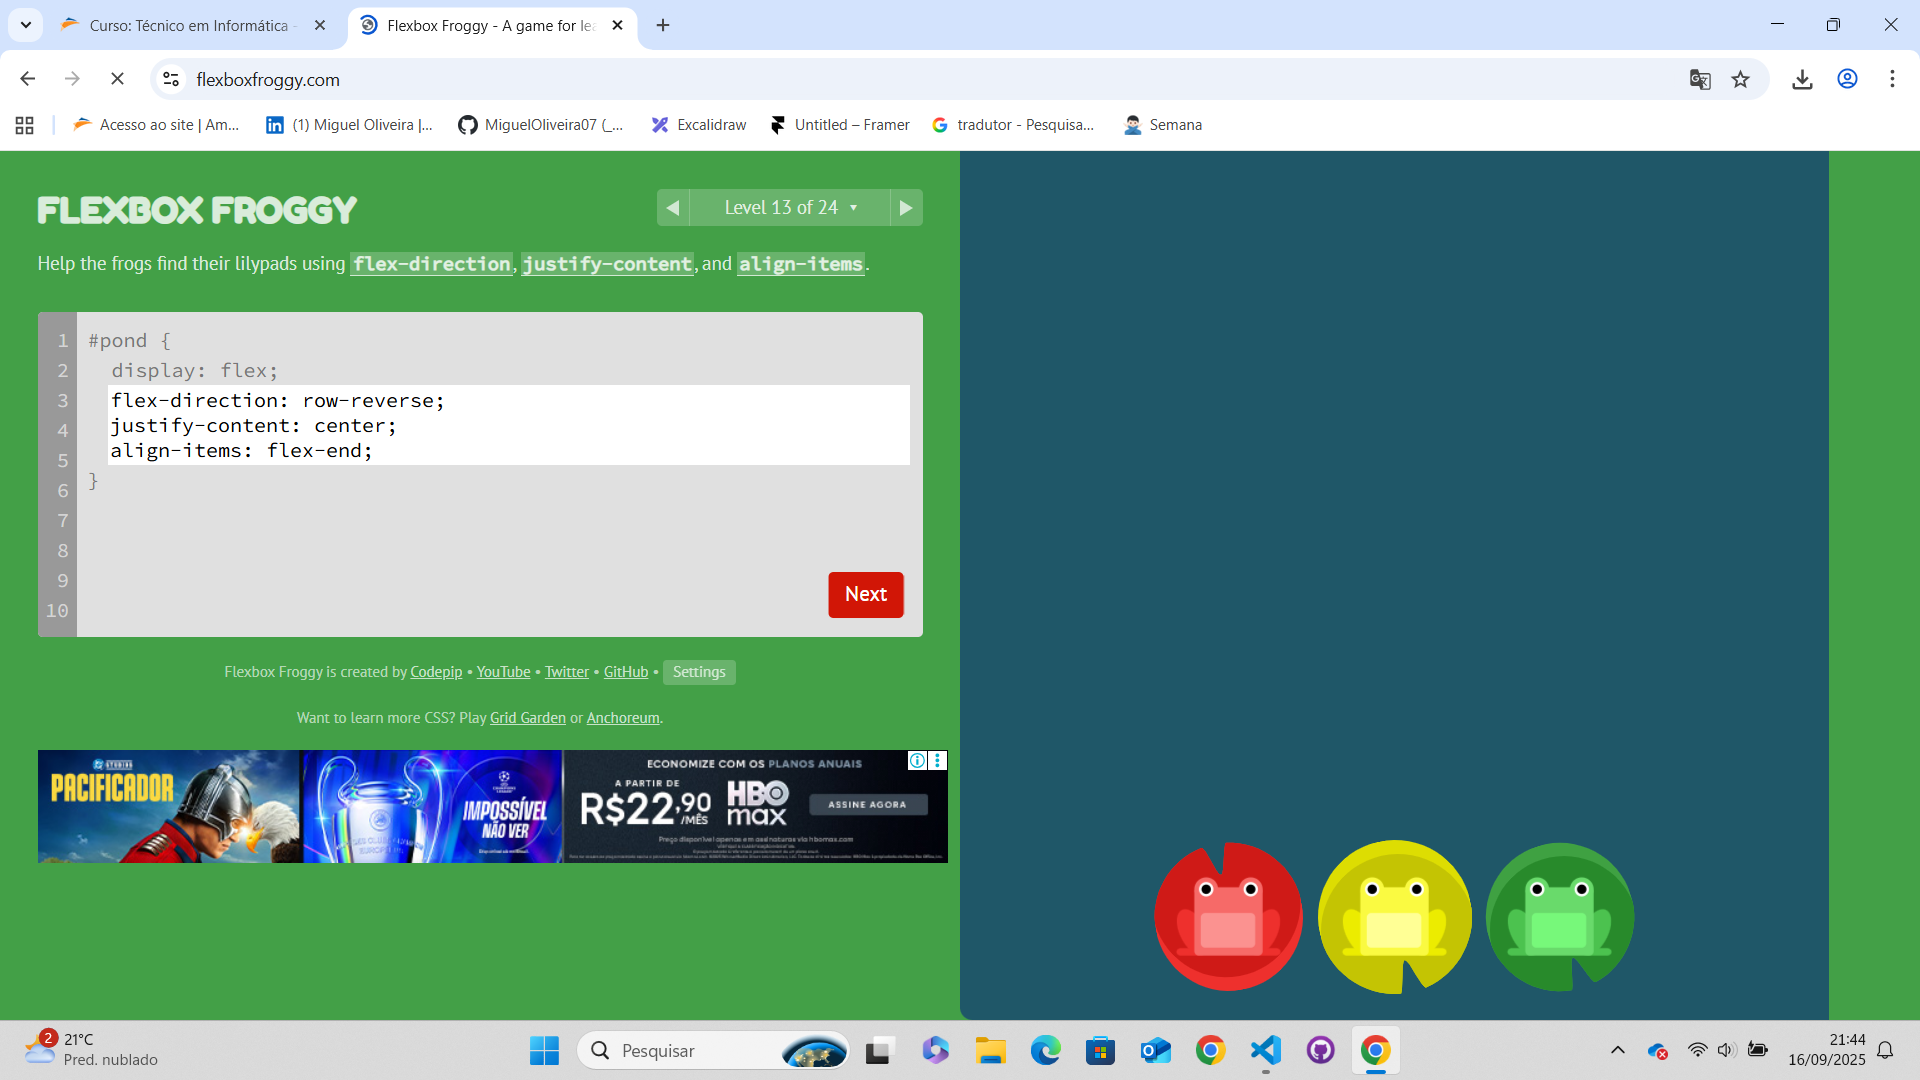 Curso: Técnico em Informática -
Flexbox Froggy - A game for lea
flexboxfroggy.com
Acesso ao site | Am...
(1) Miguel Oliveira |...
MiguelOliveira07 (_...
Excalidraw
Untitled – Framer
tradutor - Pesquisa...
Semana
FLEXBOX FROGGY
Level 13 of 24
Help the frogs find their lilypads using flex-direction, justify-content, and align-items.
1 #pond {
2 display: flex;
3 flex-direction: row-reverse;
4 justify-content: center;
5 align-items: flex-end;
6 }
7
8
9
10
Next
Flexbox Froggy is created by Codepip • YouTube • Twitter • GitHub • Settings
Want to learn more CSS? Play Grid Garden or Anchoreum.
STUDIOS
PACIFICADOR
IMPOSSÍVEL
NÃO VER
ECONOMIZE COM OS PLANOS ANUAIS
A PARTIR DE
R$22,90
/MÊS
HBO
max
ASSINE AGORA
2
21°C
Pred. nublado
Pesquisar
21:44
16/09/2025